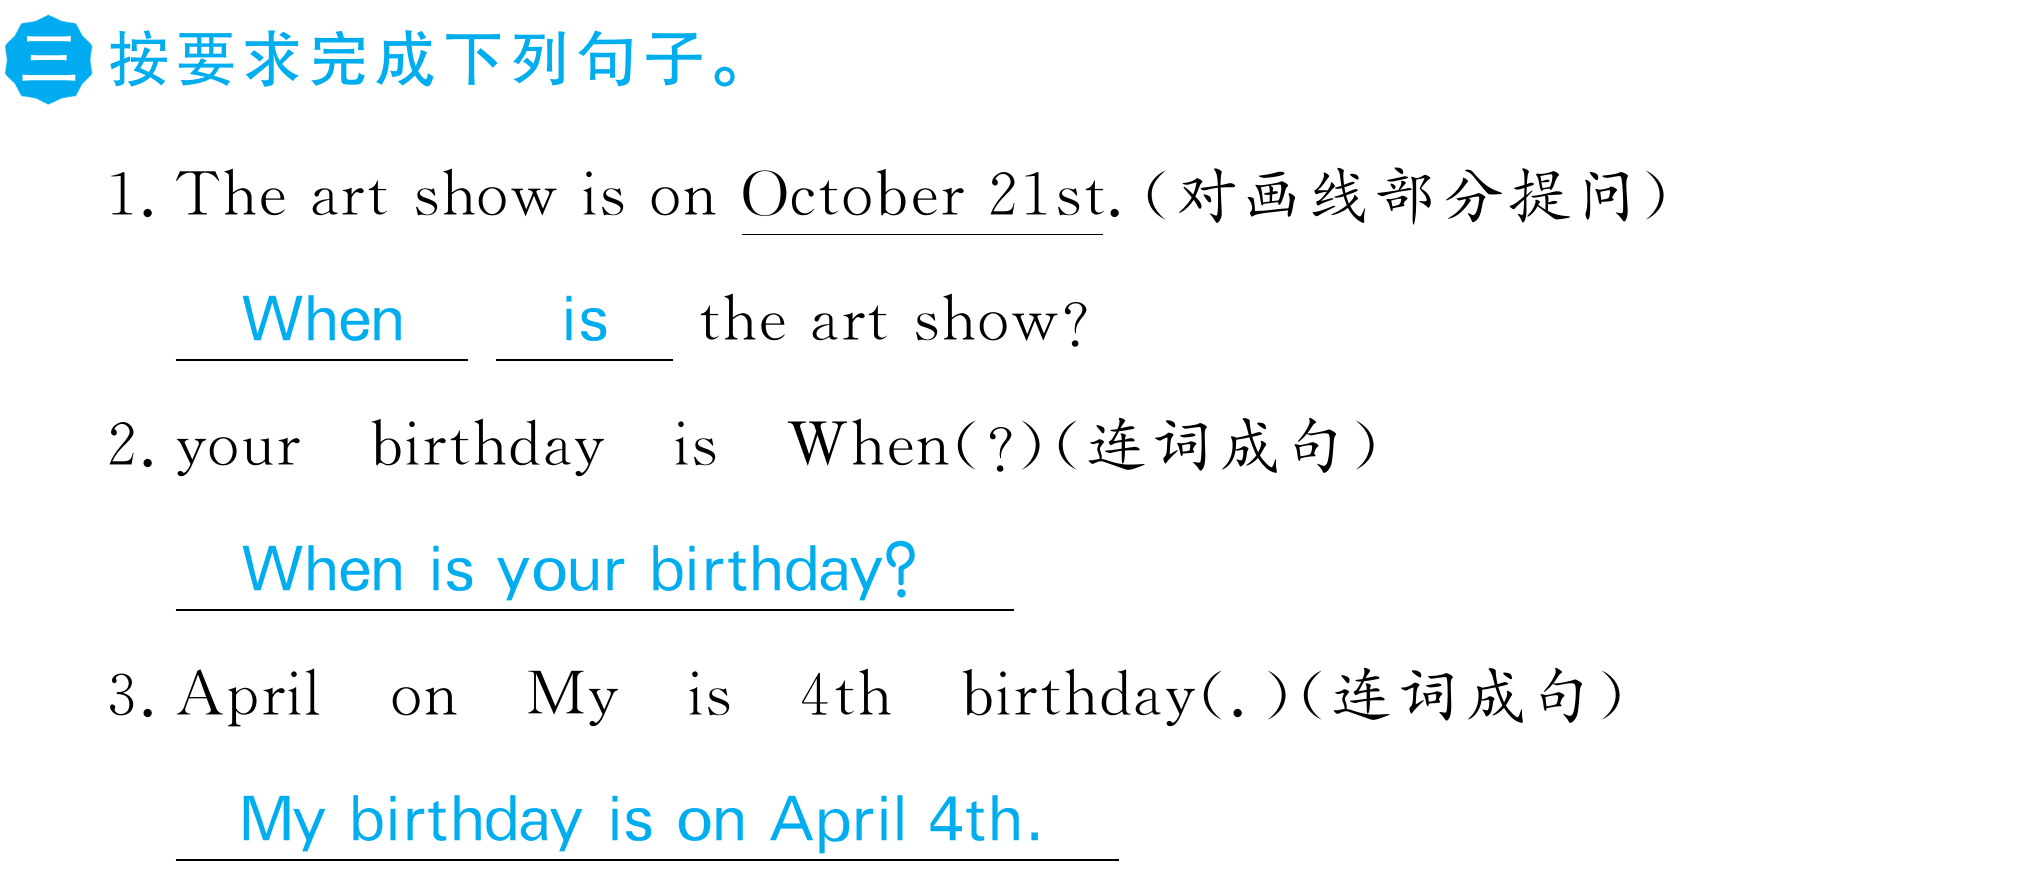 三 按要求完成下列句子。
1. The art show is on October 21st. (对画线部分提问)
When is the art show?
2. your birthday is When(?)(连词成句)
When is your birthday?
3. April on My is 4th birthday(.)(连词成句)
My birthday is on April 4th.